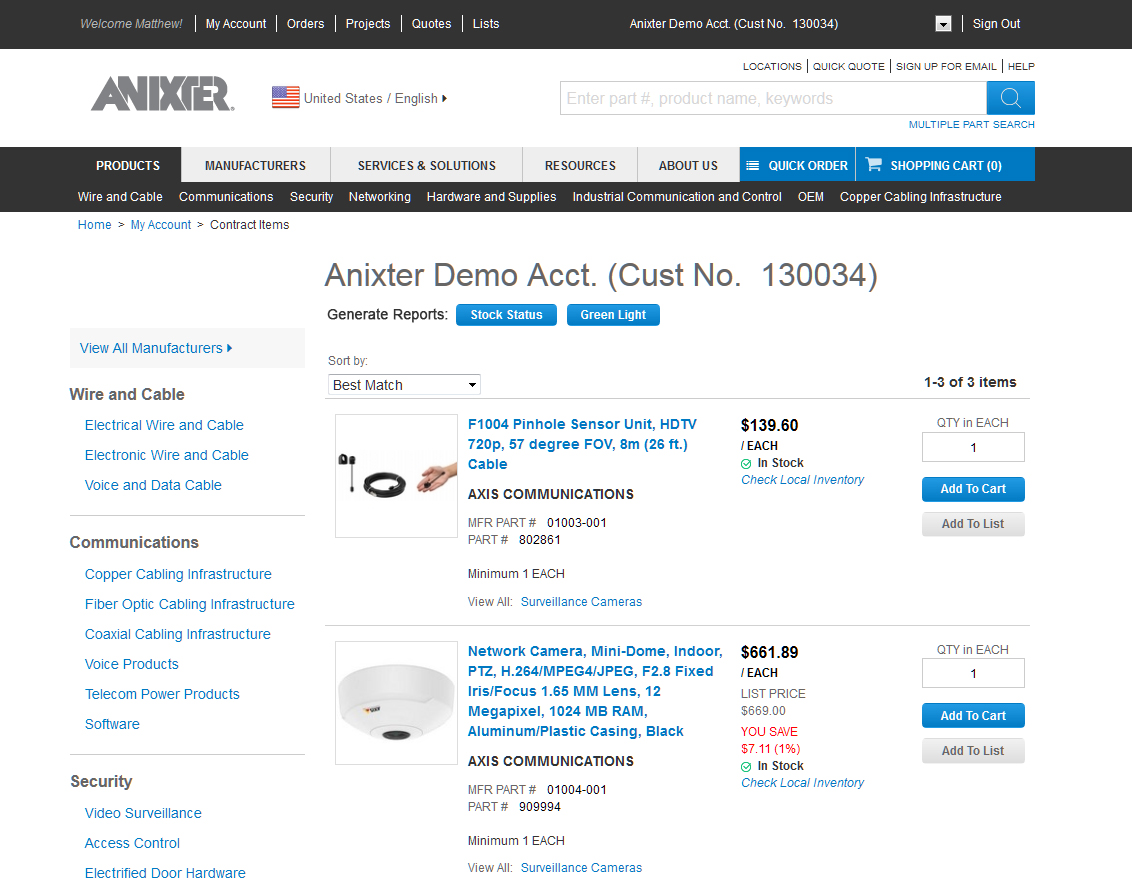 Welcome Matthew! My Account Orders Projects Quotes Lists Anixter Demo Acct. (Cust No. 130034) Sign Out
LOCATIONS QUICK QUOTE SIGN UP FOR EMAIL HELP
ANIXTER
United States / English
Enter part #, product name, keywords
MULTIPLE PART SEARCH
PRODUCTS MANUFACTURERS SERVICES & SOLUTIONS RESOURCES ABOUT US QUICK ORDER SHOPPING CART (0)
Wire and Cable Communications Security Networking Hardware and Supplies Industrial Communication and Control OEM Copper Cabling Infrastructure
Home > My Account > Contract Items
Anixter Demo Acct. (Cust No. 130034)
Generate Reports: Stock Status Green Light
View All Manufacturers
Wire and Cable
Electrical Wire and Cable
Electronic Wire and Cable
Voice and Data Cable
Communications
Copper Cabling Infrastructure
Fiber Optic Cabling Infrastructure
Coaxial Cabling Infrastructure
Voice Products
Telecom Power Products
Software
Security
Video Surveillance
Access Control
Electrified Door Hardware
Sort by:
Best Match
1-3 of 3 items
F1004 Pinhole Sensor Unit, HDTV
720p, 57 degree FOV, 8m (26 ft.)
Cable
AXIS COMMUNICATIONS
MFR PART # 01003-001
PART # 802861
Minimum 1 EACH
View All: Surveillance Cameras
$139.60
/ EACH
In Stock
Check Local Inventory
QTY in EACH
1
Add To Cart
Add To List
Network Camera, Mini-Dome, Indoor,
PTZ, H.264/MPEG4/JPEG, F2.8 Fixed
Iris/Focus 1.65 MM Lens, 12
Megapixel, 1024 MB RAM,
Aluminum/Plastic Casing, Black
AXIS COMMUNICATIONS
MFR PART # 01004-001
PART # 909994
Minimum 1 EACH
View All: Surveillance Cameras
$661.89
/ EACH
LIST PRICE
$669.00
YOU SAVE
$7.11 (1%)
In Stock
Check Local Inventory
QTY in EACH
1
Add To Cart
Add To List